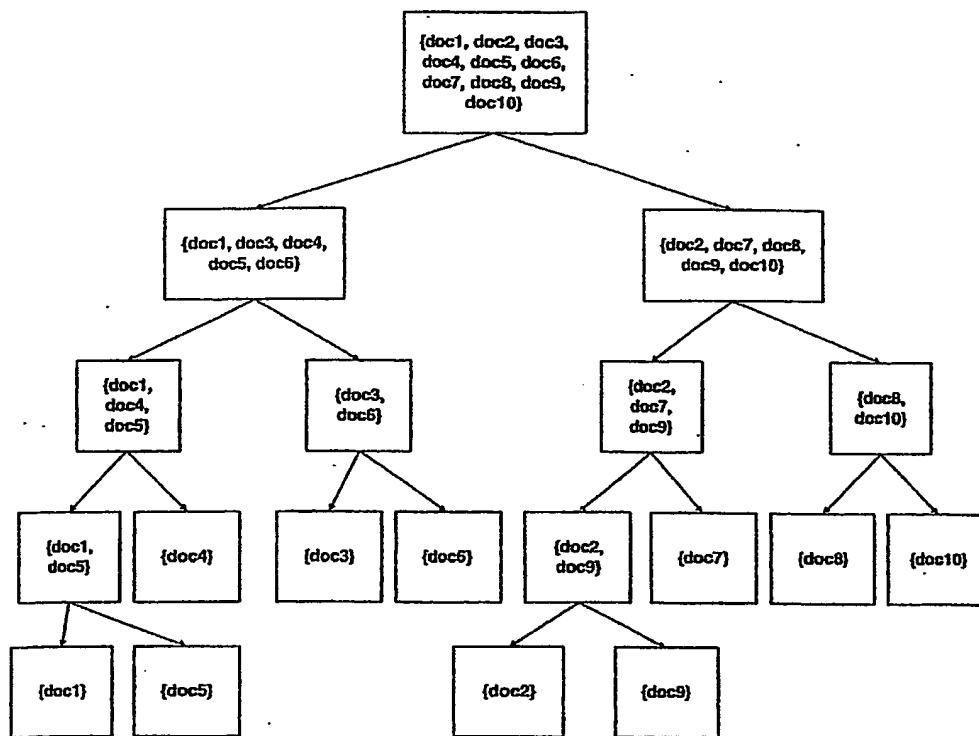 {doc1, doc2, doc3,
doc4, doc5, doc6,
doc7, doc8, doc9,
doc10}
{doc1, doc3, doc4,
doc5, doc6}
{doc2, doc7, doc8,
doc9, doc10}
{doc1,
doc4,
doc5}
{doc3,
doc6}
{doc2,
doc7,
doc9}
{doc8,
doc10}
{doc1,
doc5}
{doc4}
{doc3}
{doc6}
{doc2,
doc9}
{doc7}
{doc8}
{doc10}
{doc1}
{doc5}
{doc2}
{doc9}